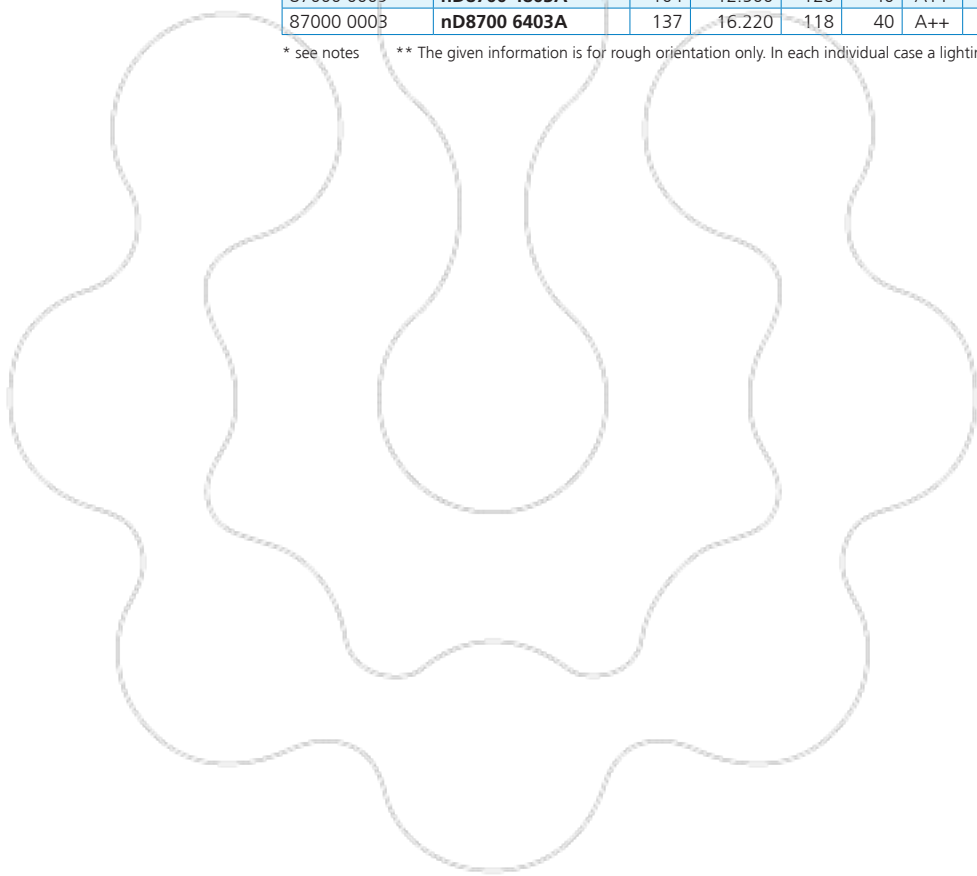 87000 0003 nD8700 6403A 137 16.220 118 40 A++
* see notes ** The given information is for rough orientation only. In each individual case a